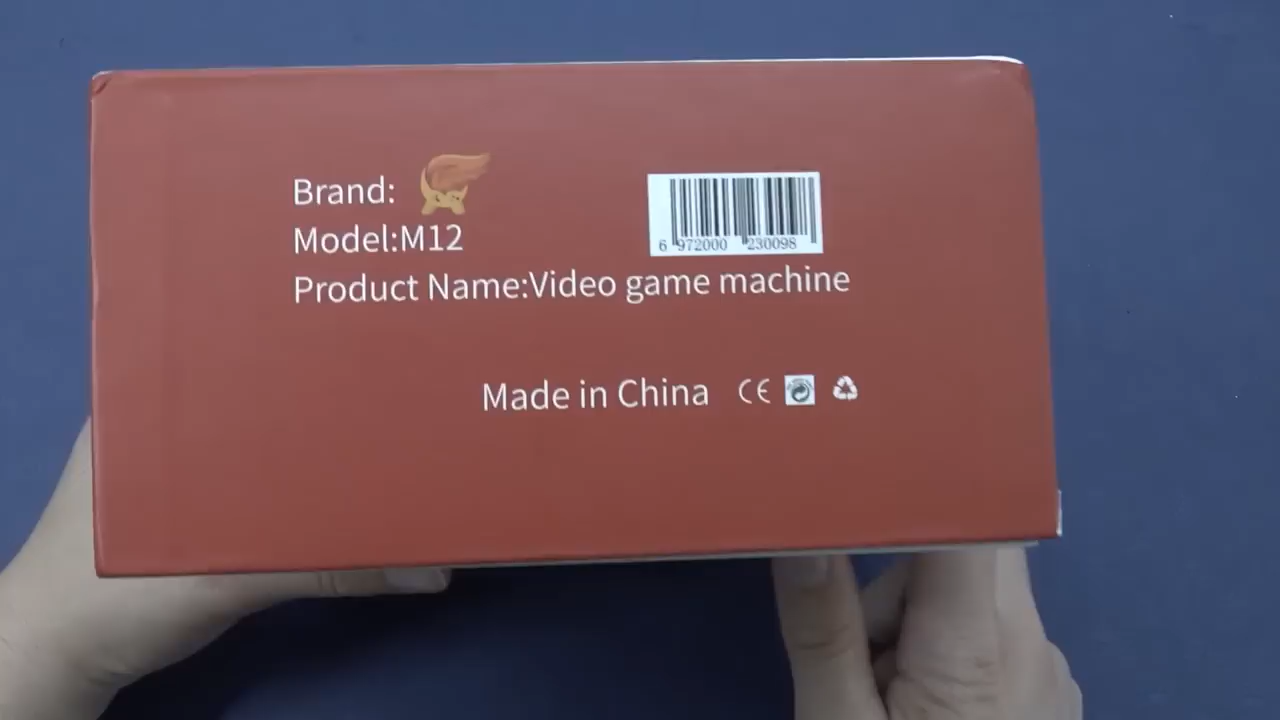 Brand:
Model:M12
Product Name:Video game machine
6 972000 230098
Made in China CE